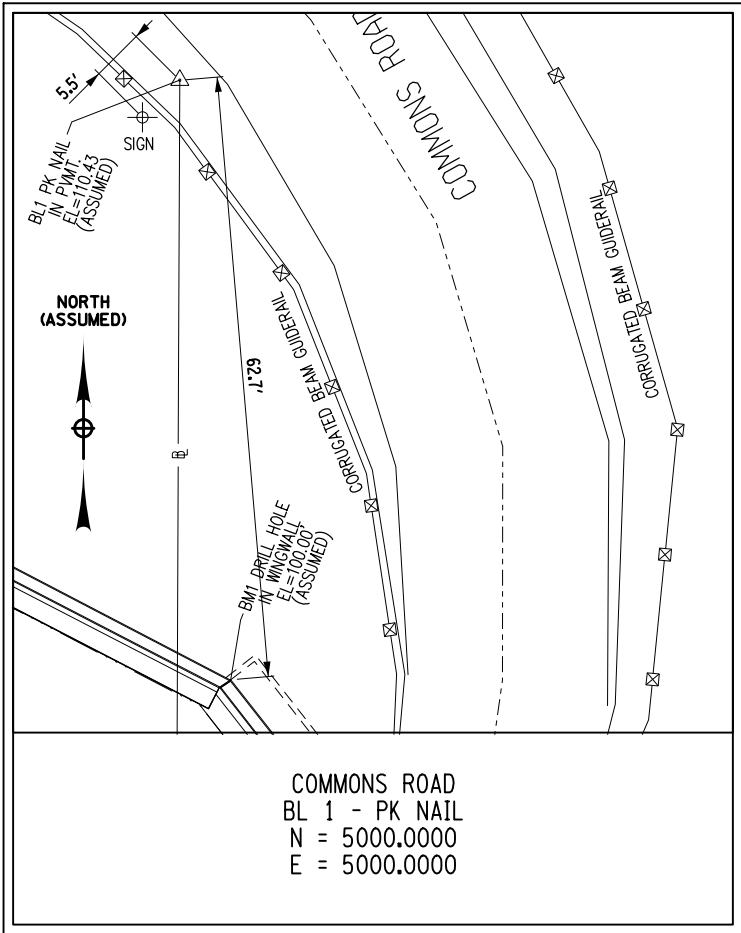 COMMONS ROAD
5.5'
SIGN
BL1 PK NAIL
IN PVMT.
EL=110.43
(ASSUMED)
NORTH
(ASSUMED)
62.7'
CORRUGATED BEAM GUIDERAIL
CORRUGATED BEAM GUIDERAIL
BL
BM1 DRILL HOLE
IN WINGWALL,
EL=100.00'
(ASSUMED)
COMMONS ROAD
BL 1 - PK NAIL
N = 5000.0000
E = 5000.0000